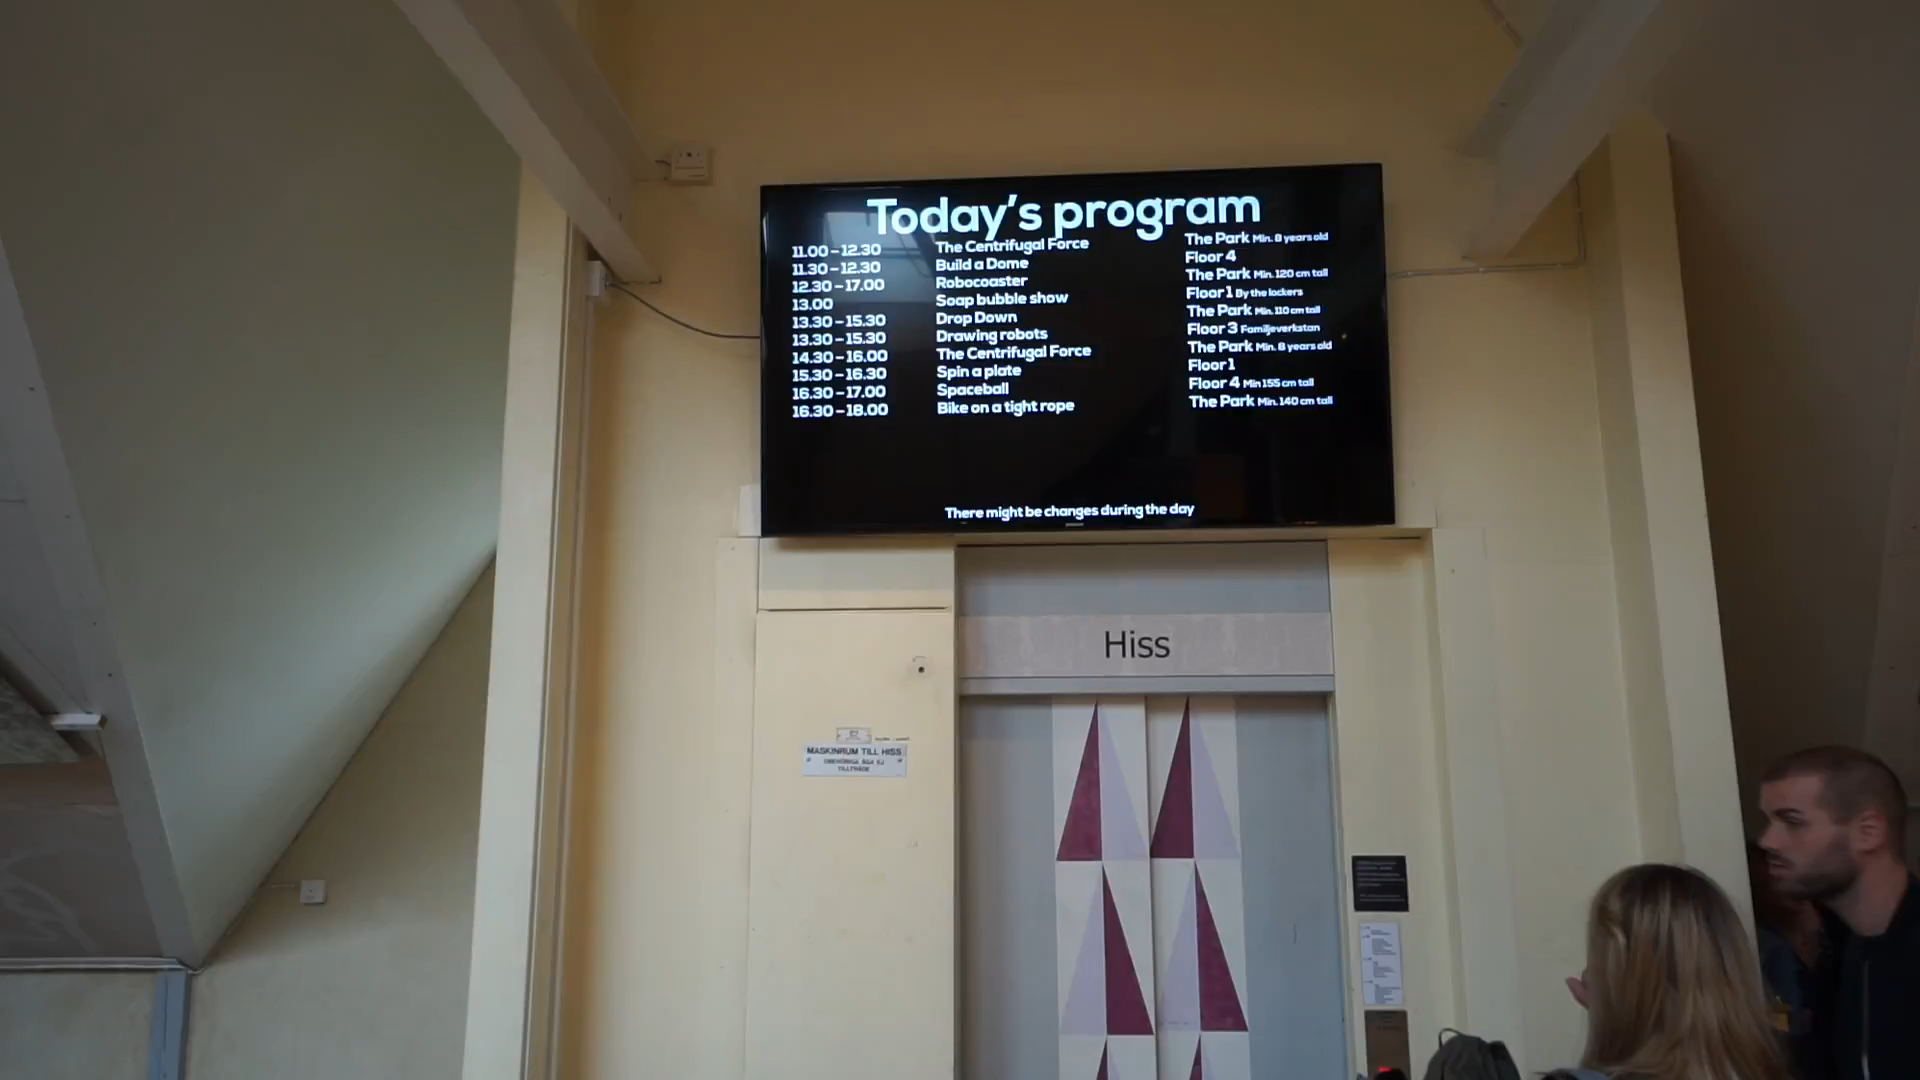 Today's program
11.00 – 12.30 The Centrifugal Force The Park Min. 8 years old
11.30 – 12.30 Build a Dome Floor 4
12.30 – 17.00 Robocoaster The Park Min. 120 cm tall
13.00 Soap bubble show Floor 1 By the lockers
13.30 – 15.30 Drop Down The Park Min. 110 cm tall
13.30 – 15.30 Drawing robots Floor 3 Familjeverkstan
14.30 – 16.00 The Centrifugal Force The Park Min. 8 years old
15.30 – 16.30 Spin a plate Floor 1
16.30 – 17.00 Spaceball Floor 4 Min 155 cm tall
16.30 – 18.00 Bike on a tight rope The Park Min. 140 cm tall
There might be changes during the day
Hiss
MASKINRUM TILL HISS
OBEHÖRIGA ÄGA EJ
TILLTRÄDE